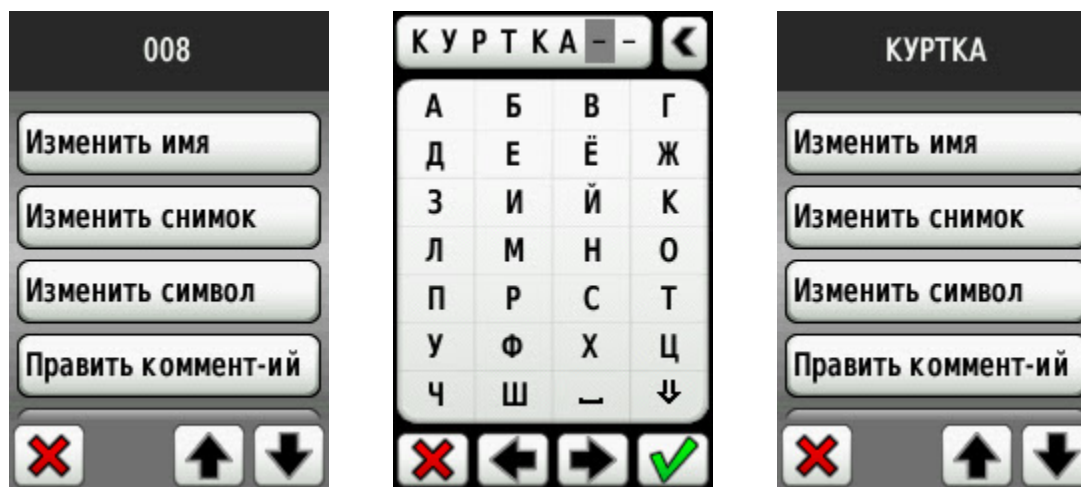 008
Изменить имя
Изменить снимок
Изменить символ
Править коммент-ий
КУРТКА--
А Б В Г
Д Е Ё Ж
З И Й К
Л М Н О
П Р С Т
У Ф Х Ц
Ч Ш
КУРТКА
Изменить имя
Изменить снимок
Изменить символ
Править коммент-ий